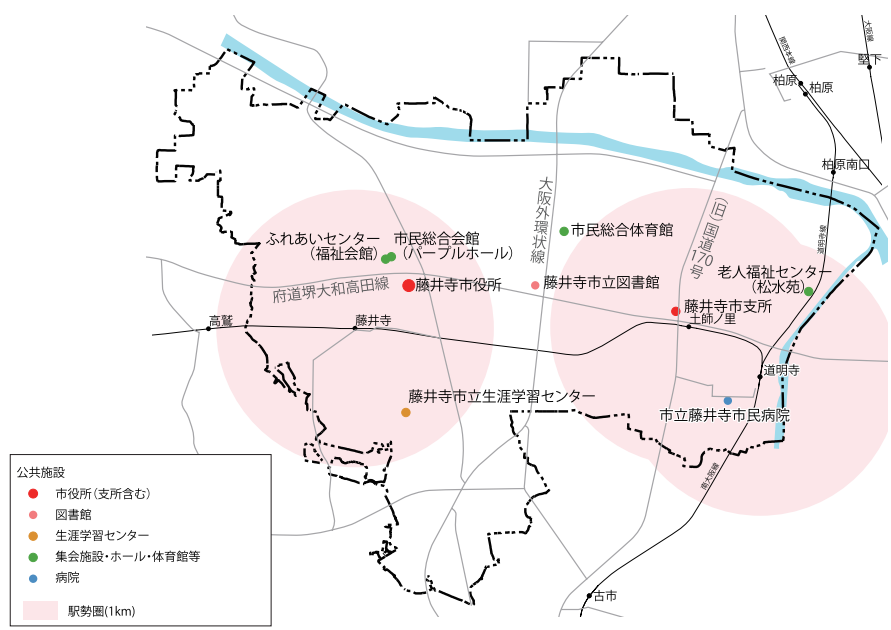 関西本線
大阪線
堅下
柏原
柏原
柏原南口
大阪外環状線
(旧)国道170号
ふれあいセンター
(福祉会館)
市民総合会館
(パープルホール)
市民総合体育館
老人福祉センター
(松水苑)
府道堺大和高田線
藤井寺市役所
藤井寺市立図書館
藤井寺市支所
土師ノ里
高鷲
藤井寺
道明寺
藤井寺市立生涯学習センター
市立藤井寺市民病院
南大阪線
古市
公共施設
市役所(支所含む)
図書館
生涯学習センター
集会施設・ホール・体育館等
病院
駅勢圏(1km)